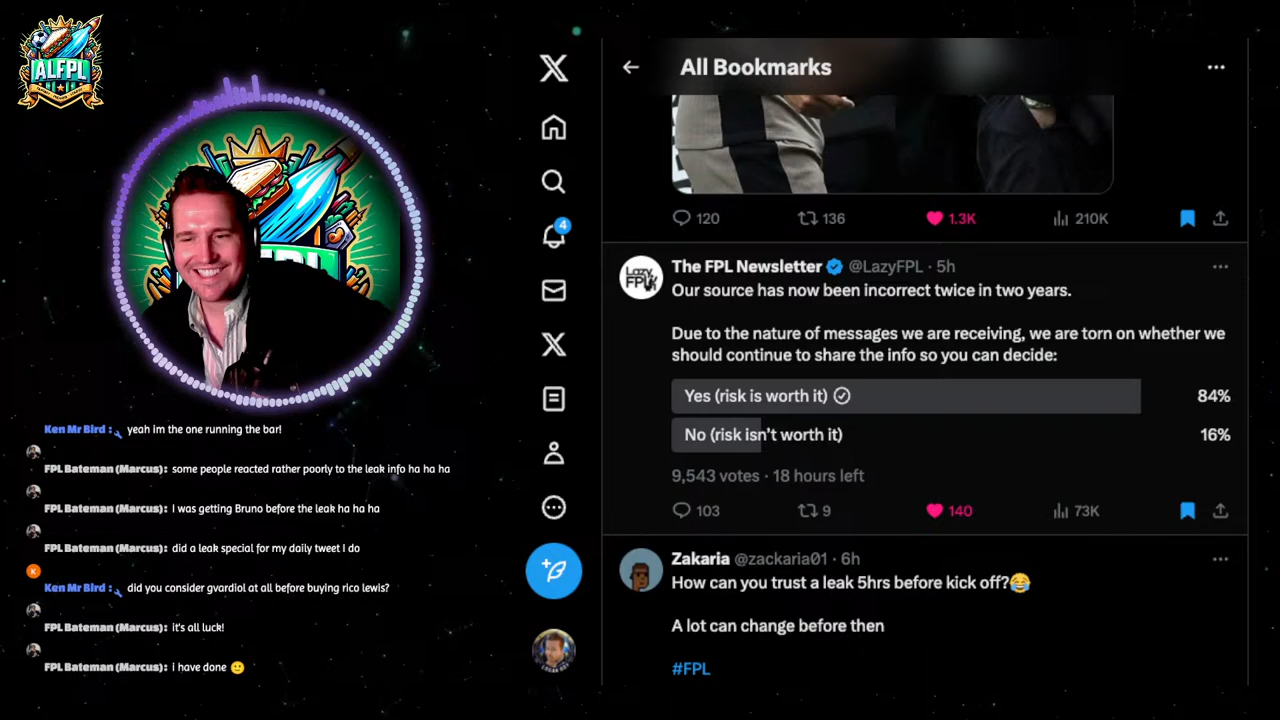 ALFPL
All Bookmarks
120 136 1.3K 210K
4
The FPL Newsletter @LazyFPL · 5h
Our source has now been incorrect twice in two years.
Due to the nature of messages we are receiving, we are torn on whether we
should continue to share the info so you can decide:
Yes (risk is worth it) 84%
No (risk isn't worth it) 16%
9,543 votes · 18 hours left
103 9 140 73K
Zakaria @zackaria01 · 6h
How can you trust a leak 5hrs before kick off?😂
A lot can change before then
#FPL
Ken Mr Bird : yeah im the one running the bar!
FPL Bateman (Marcus): some people reacted rather poorly to the leak info ha ha ha
FPL Bateman (Marcus): I was getting Bruno before the leak ha ha ha
FPL Bateman (Marcus): did a leak special for my daily tweet I do
K
Ken Mr Bird : did you consider gvardiol at all before buying rico lewis?
FPL Bateman (Marcus): it's all luck!
FPL Bateman (Marcus): i have done 🙂